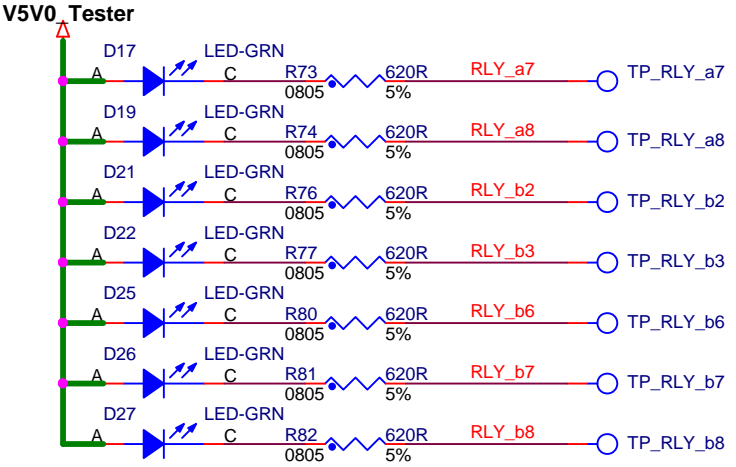 V5V0_Tester
D17 LED-GRN
A C R73 620R RLY_a7 TP_RLY_a7
0805 5%
D19 LED-GRN
A C R74 620R RLY_a8 TP_RLY_a8
0805 5%
D21 LED-GRN
A C R76 620R RLY_b2 TP_RLY_b2
0805 5%
D22 LED-GRN
A C R77 620R RLY_b3 TP_RLY_b3
0805 5%
D25 LED-GRN
A C R80 620R RLY_b6 TP_RLY_b6
0805 5%
D26 LED-GRN
A C R81 620R RLY_b7 TP_RLY_b7
0805 5%
D27 LED-GRN
A C R82 620R RLY_b8 TP_RLY_b8
0805 5%